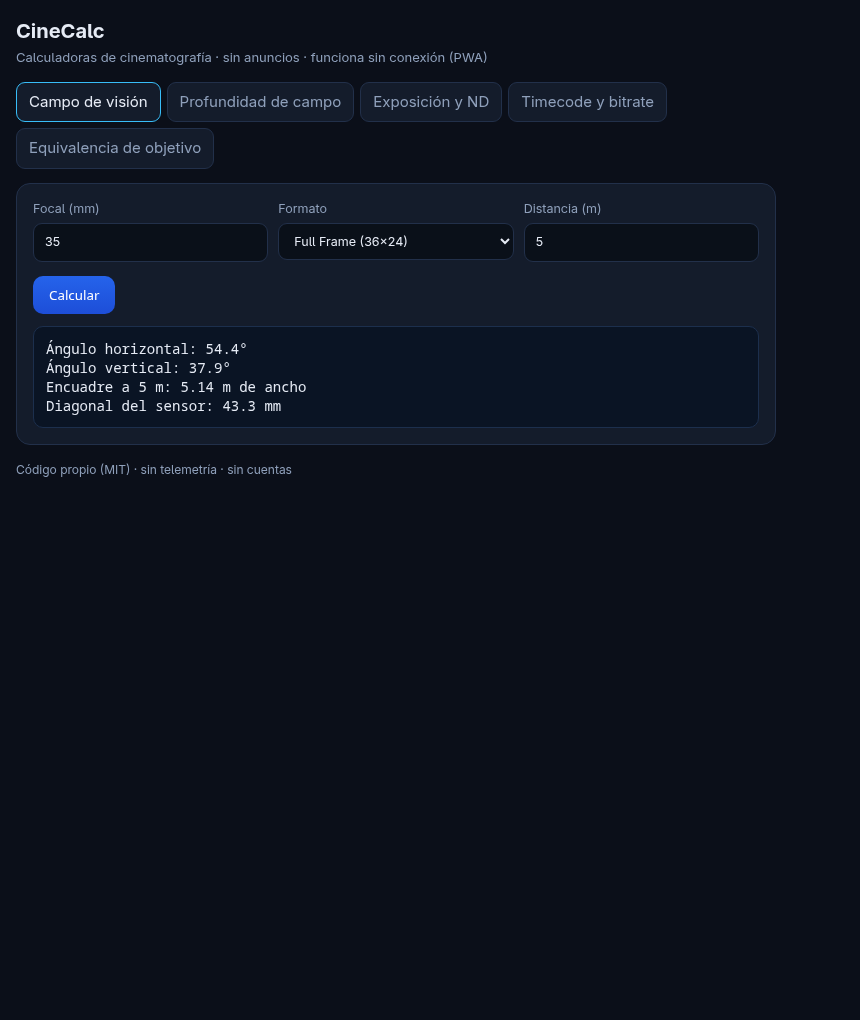 CineCalc
Calculadoras de cinematografía · sin anuncios · funciona sin conexión (PWA)
Campo de visión
Profundidad de campo
Exposición y ND
Timecode y bitrate
Equivalencia de objetivo
Focal (mm)
Formato
Distancia (m)
35
Full Frame (36×24)
5
Calcular
Ángulo horizontal: 54.4°
Ángulo vertical: 37.9°
Encuadre a 5 m: 5.14 m de ancho
Diagonal del sensor: 43.3 mm
Código propio (MIT) · sin telemetría · sin cuentas